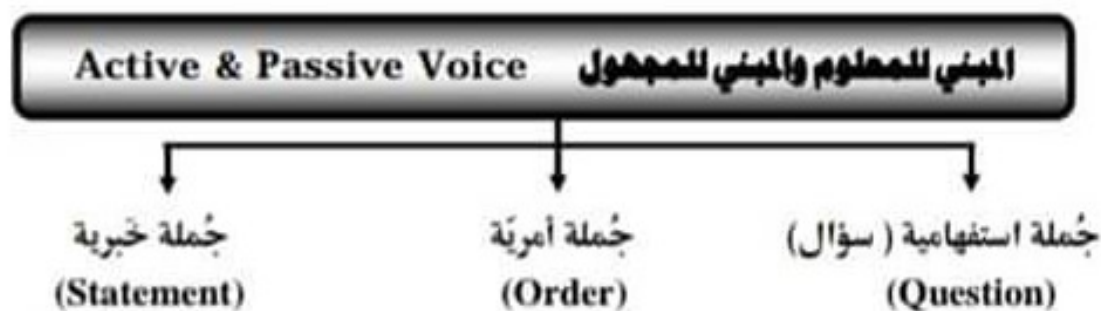 Active & Passive Voice المبني للمعلوم والمبني للمجهول
جُملة خَبرية
(Statement)
جُملة أمريّة
(Order)
جُملة استفهامية ( سؤال)
(Question)